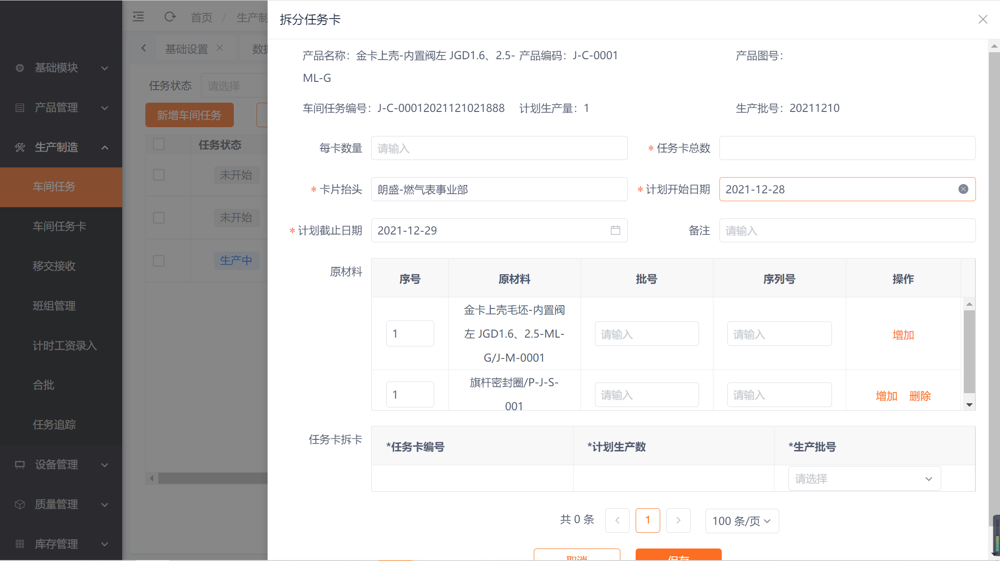 首页 / 生产制
基础设置
数据
基础模块
产品管理
生产制造
车间任务
车间任务卡
移交接收
班组管理
计时工资录入
合批
任务追踪
设备管理
质量管理
库存管理
任务状态 请选择
新增车间任务
任务状态
未开始
未开始
生产中
拆分任务卡
产品名称：金卡上壳-内置阀左 JGD1.6、2.5-
ML-G
产品编码：J-C-0001
产品图号：
车间任务编号：J-C-00012021121021888
计划生产量：1
生产批号：20211210
每卡数量 请输入
* 任务卡总数
* 卡片抬头 朗盛-燃气表事业部
* 计划开始日期 2021-12-28
* 计划截止日期 2021-12-29
备注 请输入
原材料
序号 原材料 批号 序列号 操作
1
金卡上壳毛坯-内置阀
左 JGD1.6、2.5-ML-
G/J-M-0001
请输入 请输入 增加
1
旗杆密封圈/P-J-S-
001
请输入 请输入 增加 删除
任务卡拆卡
*任务卡编号 *计划生产数 *生产批号
请选择
共 0 条 1 100 条/页
取消 保存